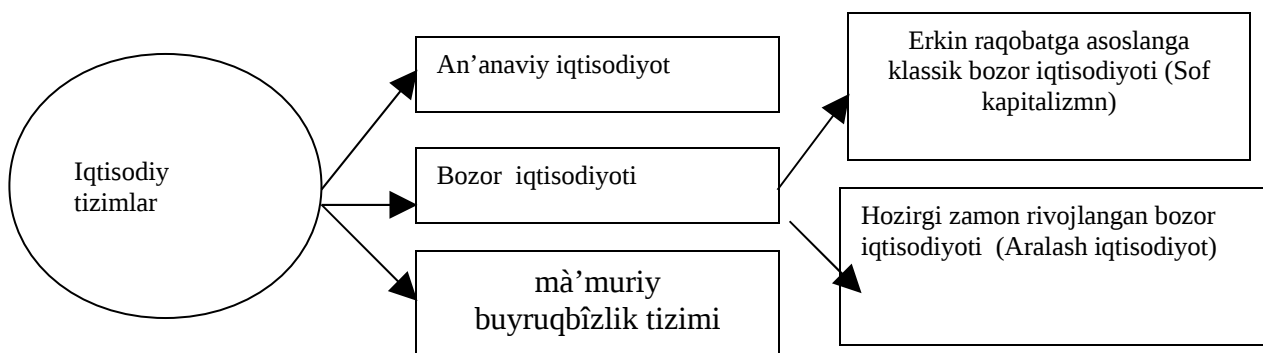 Iqtisodiy
tizimlar
An’anaviy iqtisodiyot
Bozor iqtisodiyoti
mà’muriy
buyruqbîzlik tizimi
Erkin raqobatga asoslanga
klassik bozor iqtisodiyoti (Sof
kapitalizmn)
Hozirgi zamon rivojlangan bozor
iqtisodiyoti (Aralash iqtisodiyot)